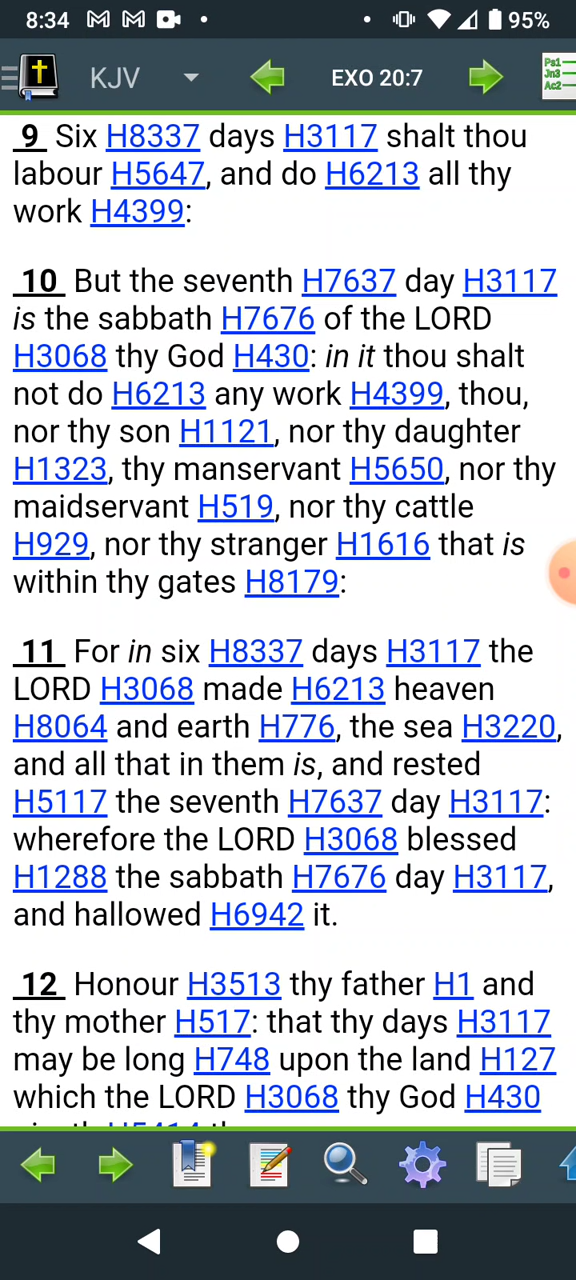 8:34 95%
KJV EXO 20:7 Ps1 Jn3 Ac2
9 Six H8337 days H3117 shalt thou
labour H5647, and do H6213 all thy
work H4399:
10 But the seventh H7637 day H3117
is the sabbath H7676 of the LORD
H3068 thy God H430: in it thou shalt
not do H6213 any work H4399, thou,
nor thy son H1121, nor thy daughter
H1323, thy manservant H5650, nor thy
maidservant H519, nor thy cattle
H929, nor thy stranger H1616 that is
within thy gates H8179:
11 For in six H8337 days H3117 the
LORD H3068 made H6213 heaven
H8064 and earth H776, the sea H3220,
and all that in them is, and rested
H5117 the seventh H7637 day H3117:
wherefore the LORD H3068 blessed
H1288 the sabbath H7676 day H3117,
and hallowed H6942 it.
12 Honour H3513 thy father H1 and
thy mother H517: that thy days H3117
may be long H748 upon the land H127
which the LORD H3068 thy God H430